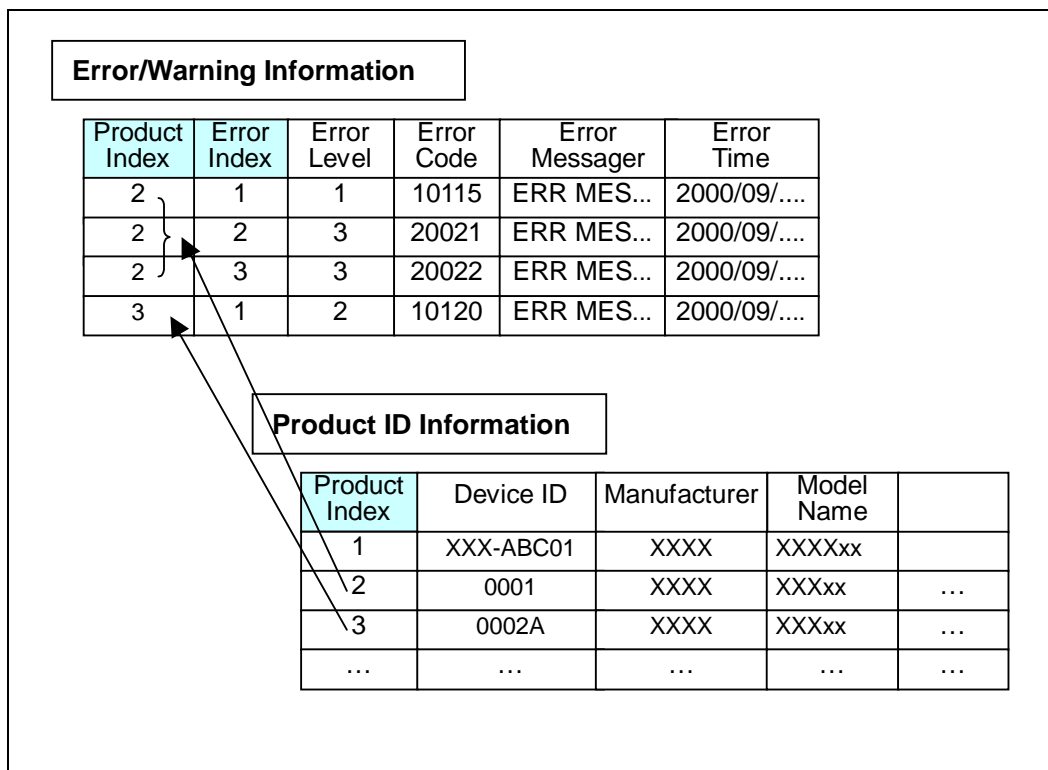 Error/Warning Information
Product Index Error Index Error Level Error Code Error Messager Error Time
2 1 1 10115 ERR MES... 2000/09/....
2 2 3 20021 ERR MES... 2000/09/....
2 3 3 20022 ERR MES... 2000/09/....
3 1 2 10120 ERR MES... 2000/09/....
Product ID Information
Product Index Device ID Manufacturer Model Name
1 XXX-ABC01 XXXX XXXXxx
2 0001 XXXX XXXxx …
3 0002A XXXX XXXxx …
… … … … …